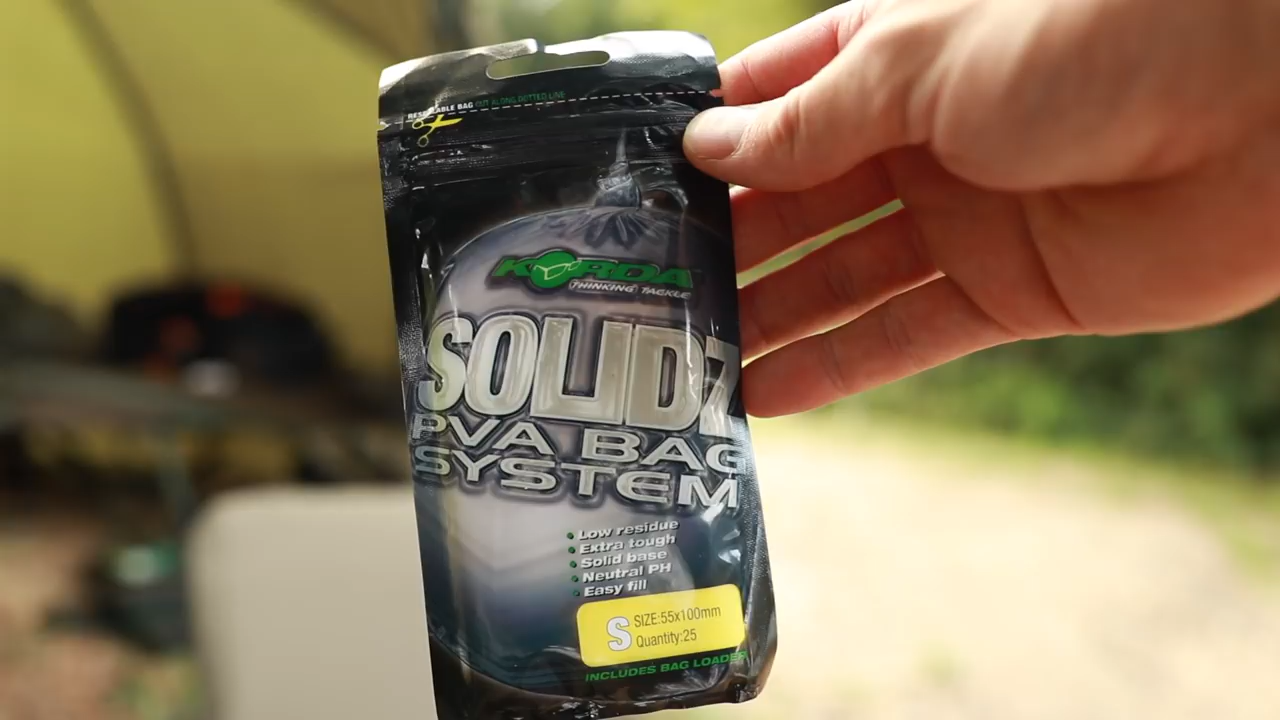 RESEALABLE BAG CUT ALONG DOTTED LINE
KORDA
THINKING TACKLE
SOLIDZ
PVA BAG
SYSTEM
• Low residue
• Extra tough
• Solid base
• Neutral PH
• Easy fill
S SIZE:55x100mm
Quantity:25
INCLUDES BAG LOADER